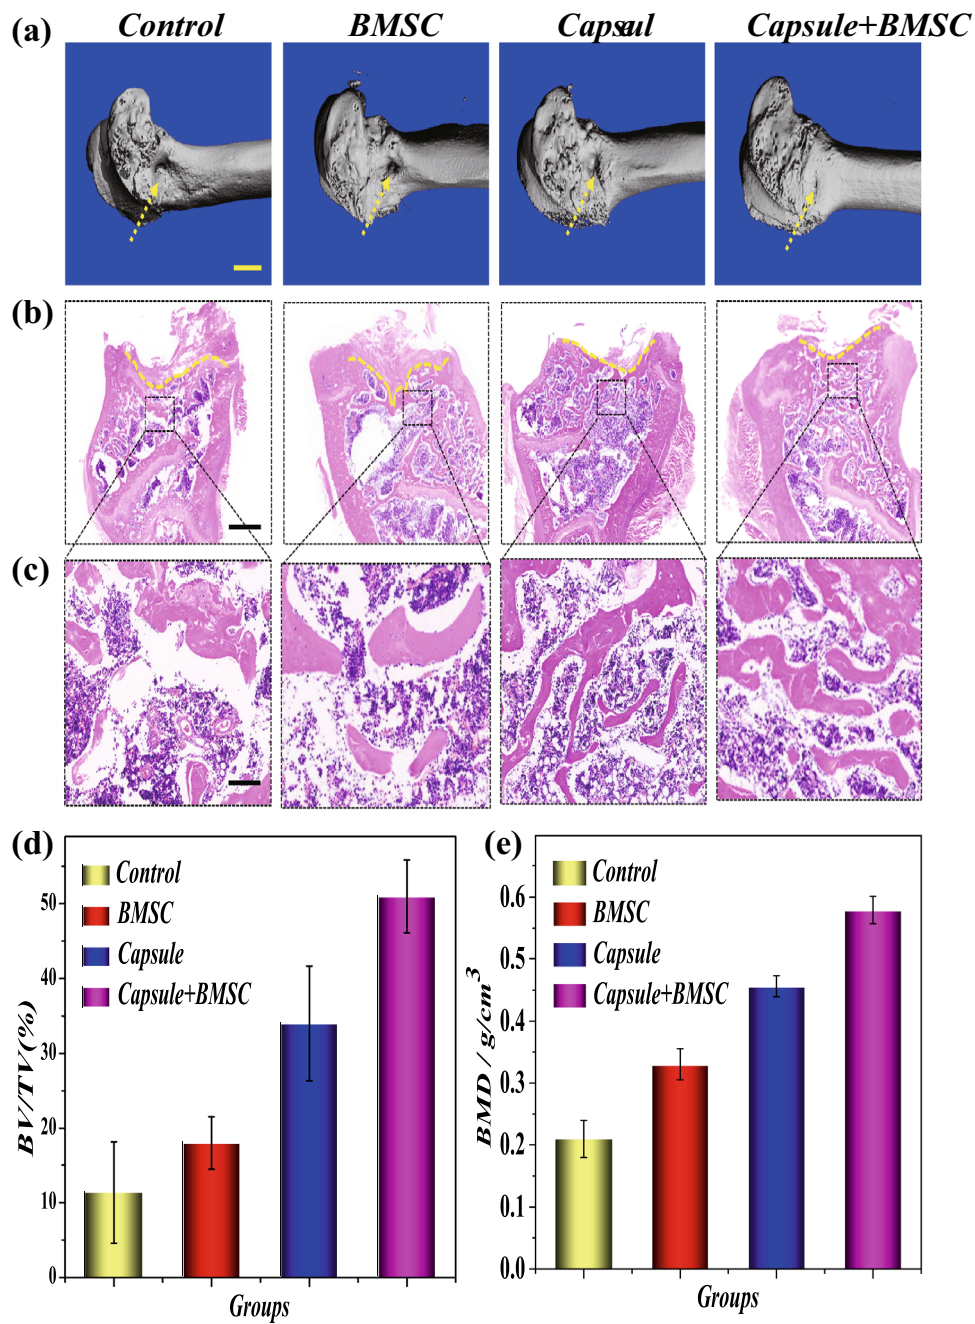 (a) Control BMSC Capseul Capsule+BMSC
(b)
(c)
(d)
Control
BMSC
Capsule
Capsule+BMSC
BV/TV(%)
50
40
30
20
10
0
Groups
(e)
Control
BMSC
Capsule
Capsule+BMSC
BMD / g/cm³
0.6
0.5
0.4
0.3
0.2
0.1
0.0
Groups